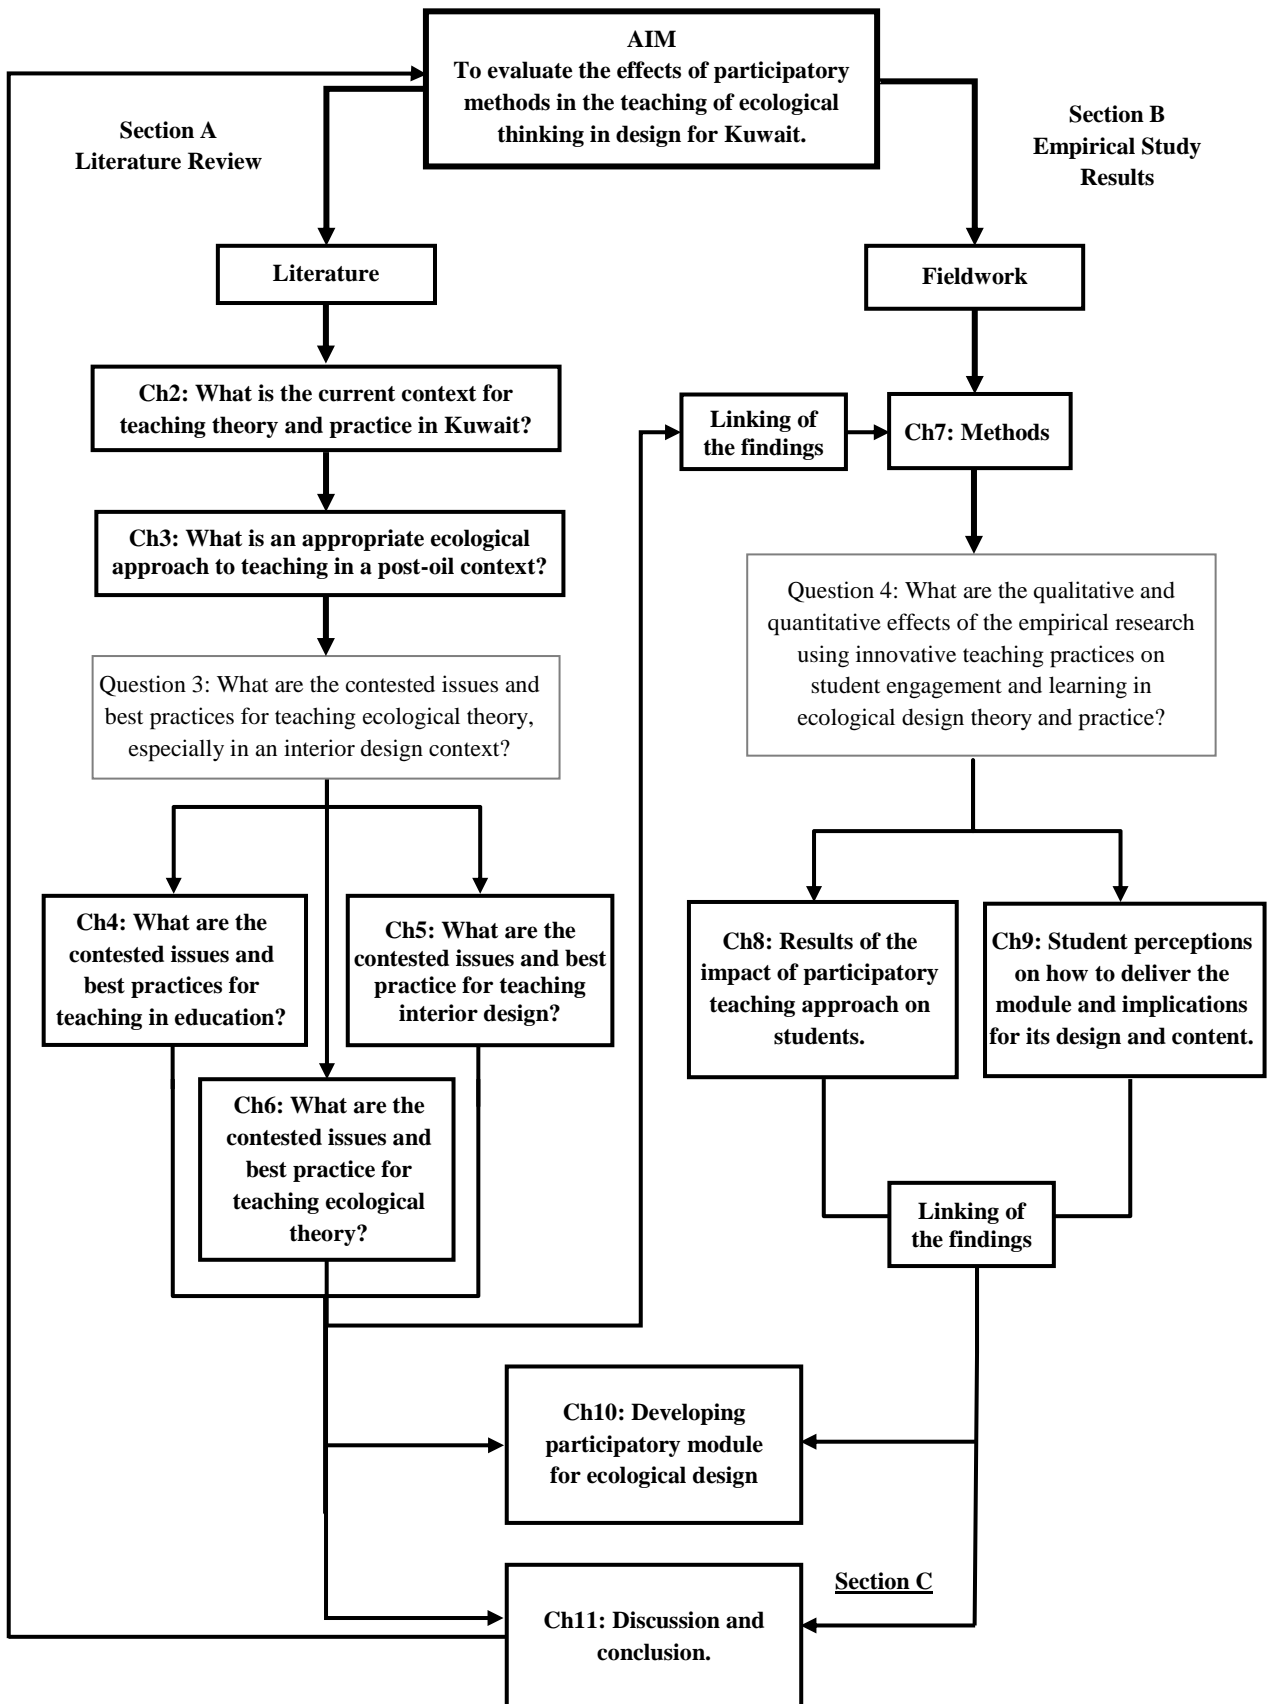 AIM
To evaluate the effects of participatory
methods in the teaching of ecological
thinking in design for Kuwait.
Section A
Literature Review
Section B
Empirical Study
Results
Literature
Fieldwork
Ch2: What is the current context for
teaching theory and practice in Kuwait?
Linking of
the findings
Ch7: Methods
Ch3: What is an appropriate ecological
approach to teaching in a post-oil context?
Question 3: What are the contested issues and
best practices for teaching ecological theory,
especially in an interior design context?
Question 4: What are the qualitative and
quantitative effects of the empirical research
using innovative teaching practices on
student engagement and learning in
ecological design theory and practice?
Ch4: What are the
contested issues and
best practices for
teaching in education?
Ch5: What are the
contested issues and best
practice for teaching
interior design?
Ch6: What are the
contested issues and
best practice for
teaching ecological
theory?
Ch8: Results of the
impact of participatory
teaching approach on
students.
Ch9: Student perceptions
on how to deliver the
module and implications
for its design and content.
Linking of
the findings
Ch10: Developing
participatory module
for ecological design
Section C
Ch11: Discussion and
conclusion.